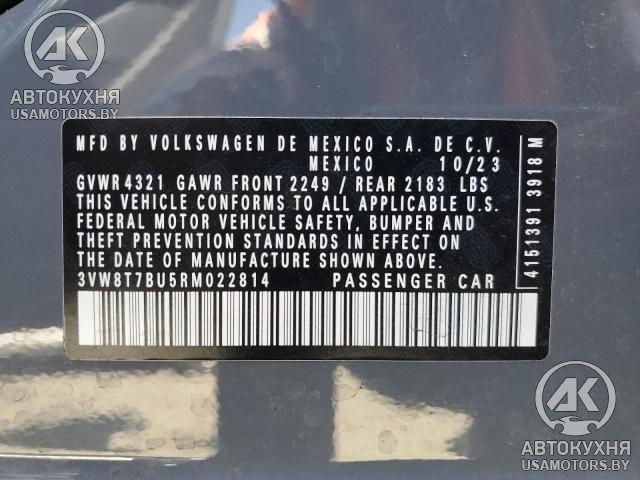 АК
АВТОКУХНЯ
USAMOTORS.BY
MFD BY VOLKSWAGEN DE MEXICO S.A. DE C.V.
MEXICO 10/23
GVWR 4321 GAWR FRONT 2249 / REAR 2183 LBS
THIS VEHICLE CONFORMS TO ALL APPLICABLE U.S.
FEDERAL MOTOR VEHICLE SAFETY, BUMPER AND
THEFT PREVENTION STANDARDS IN EFFECT ON
THE DATE OF MANUFACTURE SHOWN ABOVE.
3VW8T7BU5RM022814 PASSENGER CAR
4151391 3918 M
АК
АВТОКУХНЯ
USAMOTORS.BY